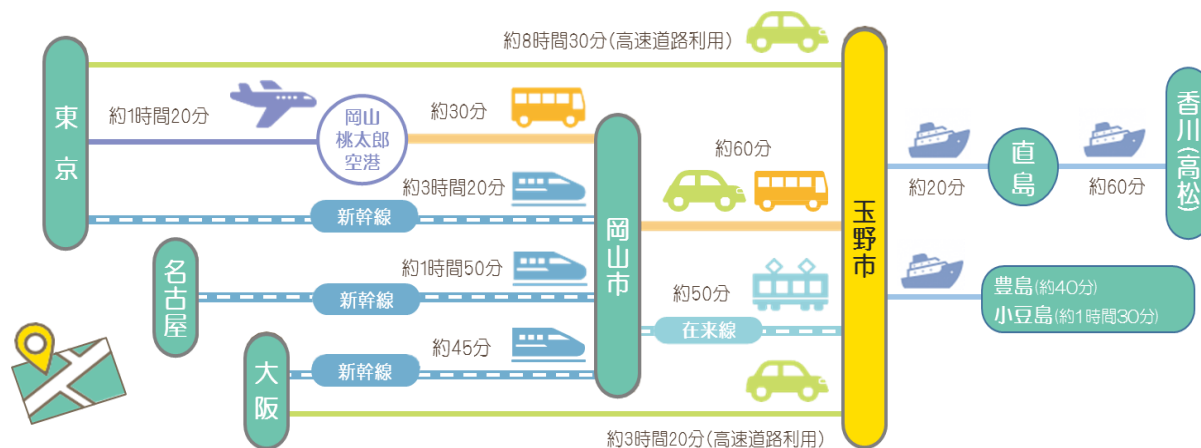 約8時間30分(高速道路利用)
東京
約1時間20分
岡山
桃太郎
空港
約30分
約3時間20分
新幹線
名古屋
約1時間50分
新幹線
大阪
約45分
新幹線
岡山市
約60分
約50分
在来線
約3時間20分(高速道路利用)
玉野市
約20分
直島
約60分
香川(高松)
豊島(約40分)
小豆島(約1時間30分)